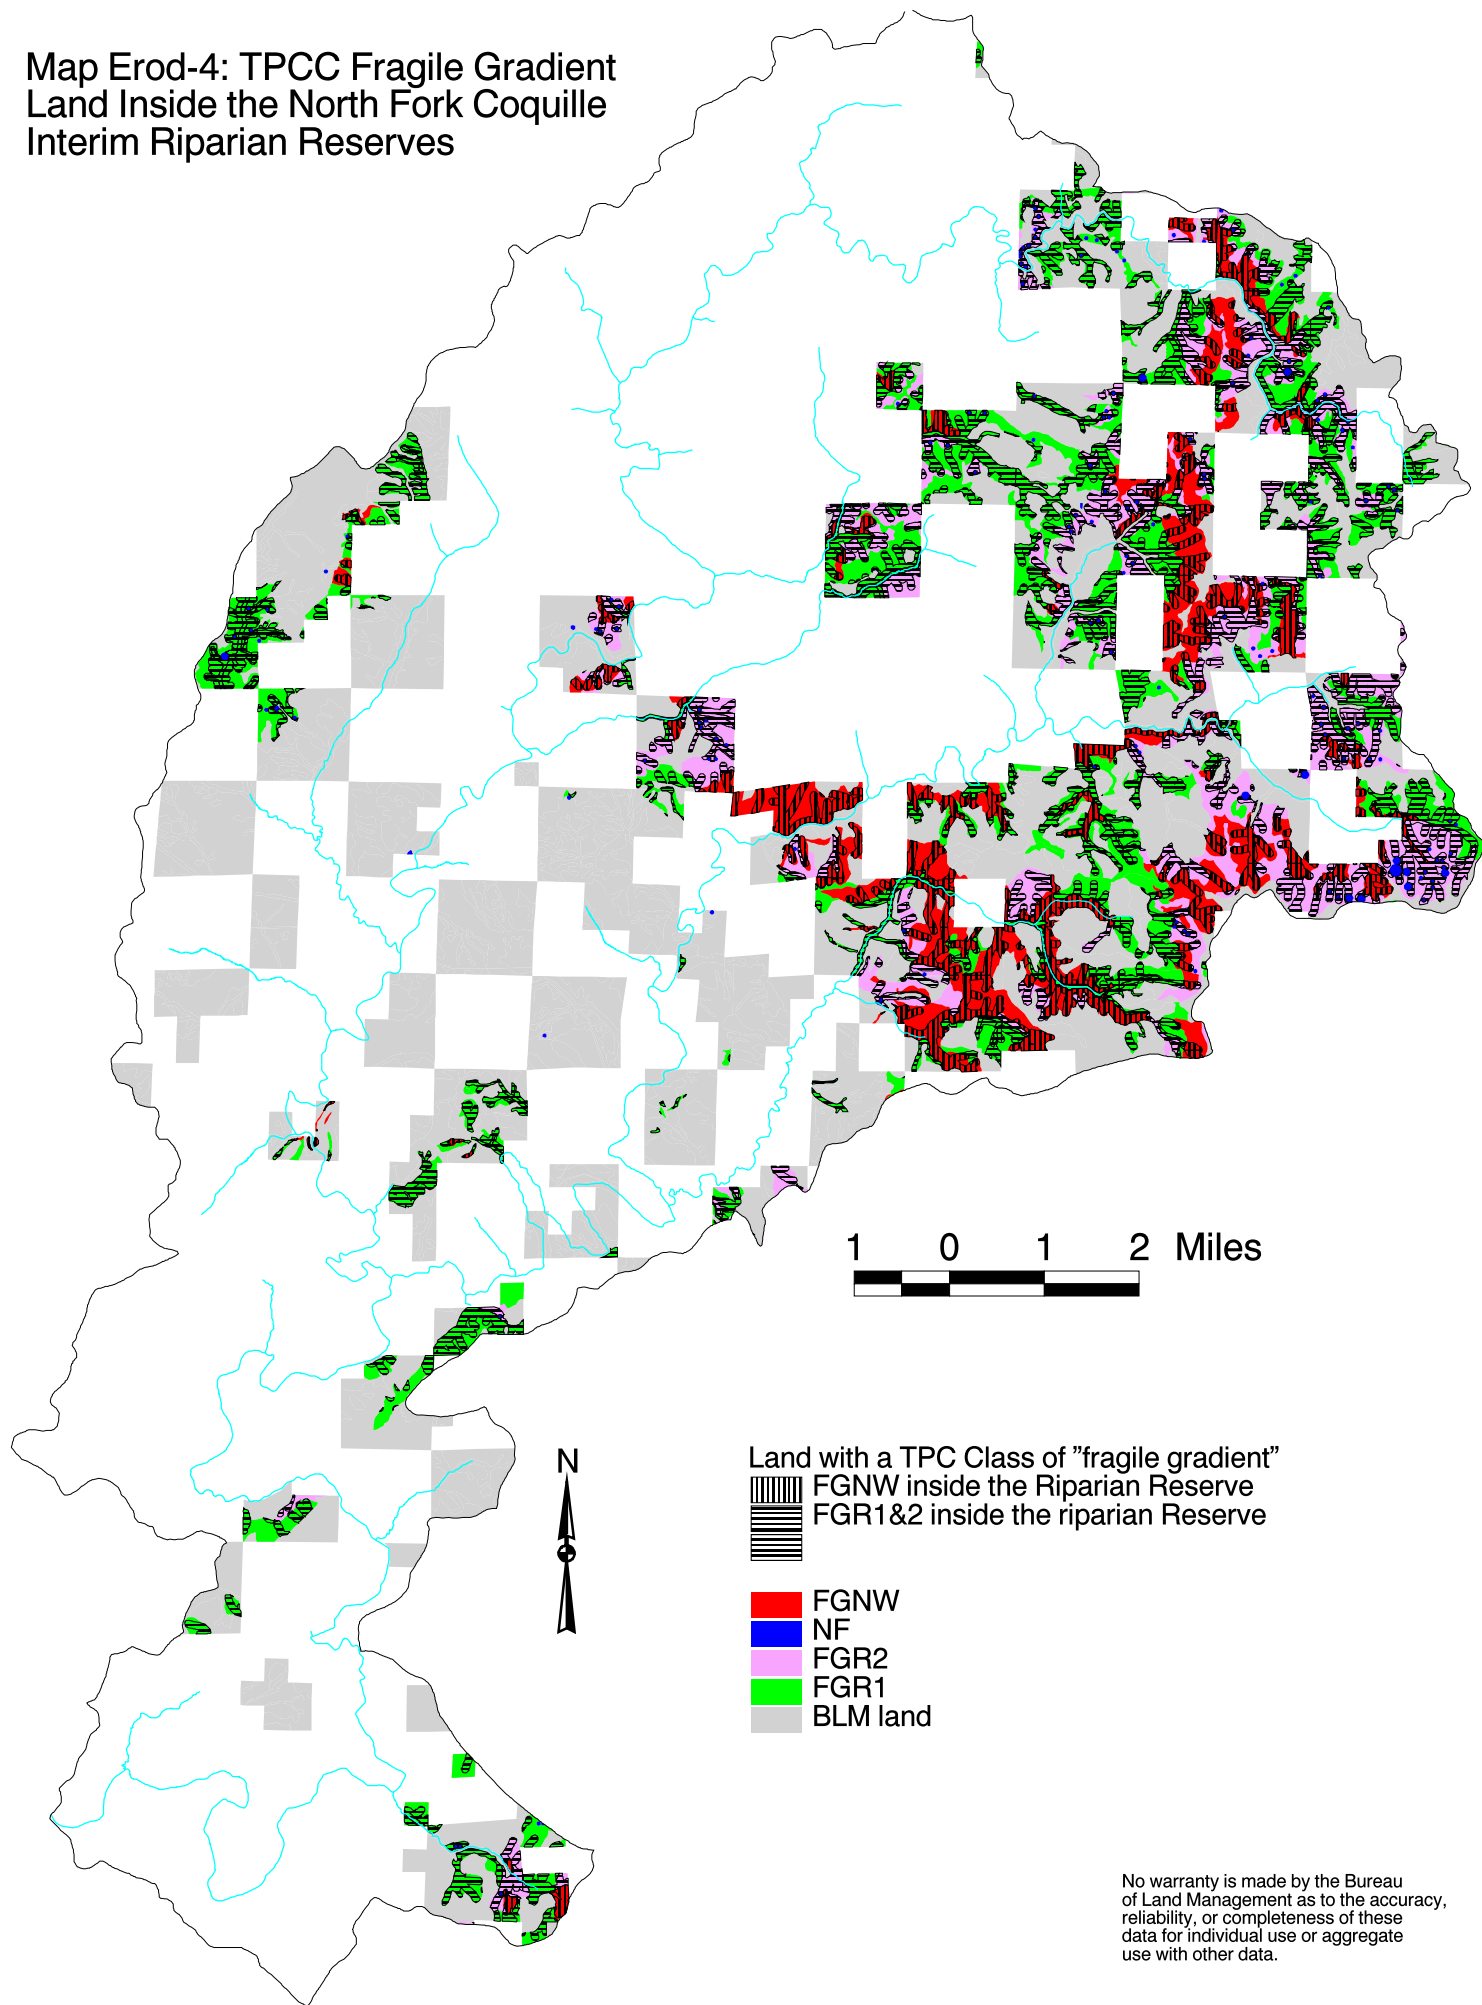 Map Erod-4: TPCC Fragile Gradient
Land Inside the North Fork Coquille
Interim Riparian Reserves
1 0 1 2 Miles
N
Land with a TPC Class of ”fragile gradient”
FGNW inside the Riparian Reserve
FGR1&2 inside the riparian Reserve
FGNW
NF
FGR2
FGR1
BLM land
No warranty is made by the Bureau
of Land Management as to the accuracy,
reliability, or completeness of these
data for individual use or aggregate
use with other data.